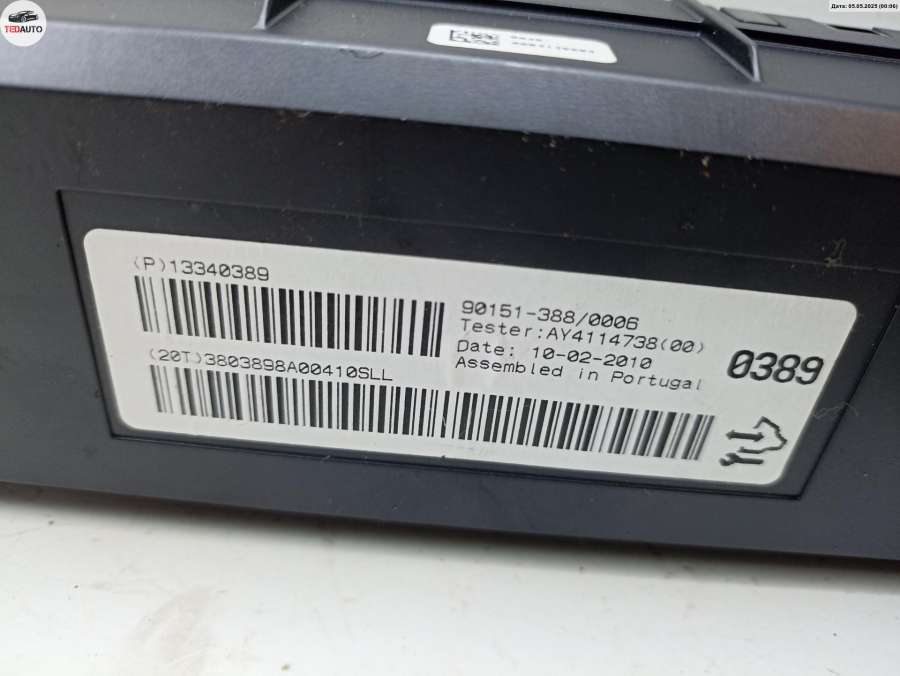 TEDAUTO
Дата: 05.05.2025 (00:06)
(P)13340389
90151-388/0006
Tester:AY4114738(00)
Date: 10-02-2010
Assembled in Portugal
0389
(20T)3803898A00410SLL